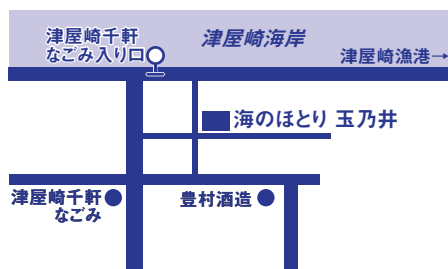 津屋崎千軒
なごみ入り口
津屋崎海岸
津屋崎漁港→
海のほとり 玉乃井
津屋崎千軒
なごみ
豊村酒造